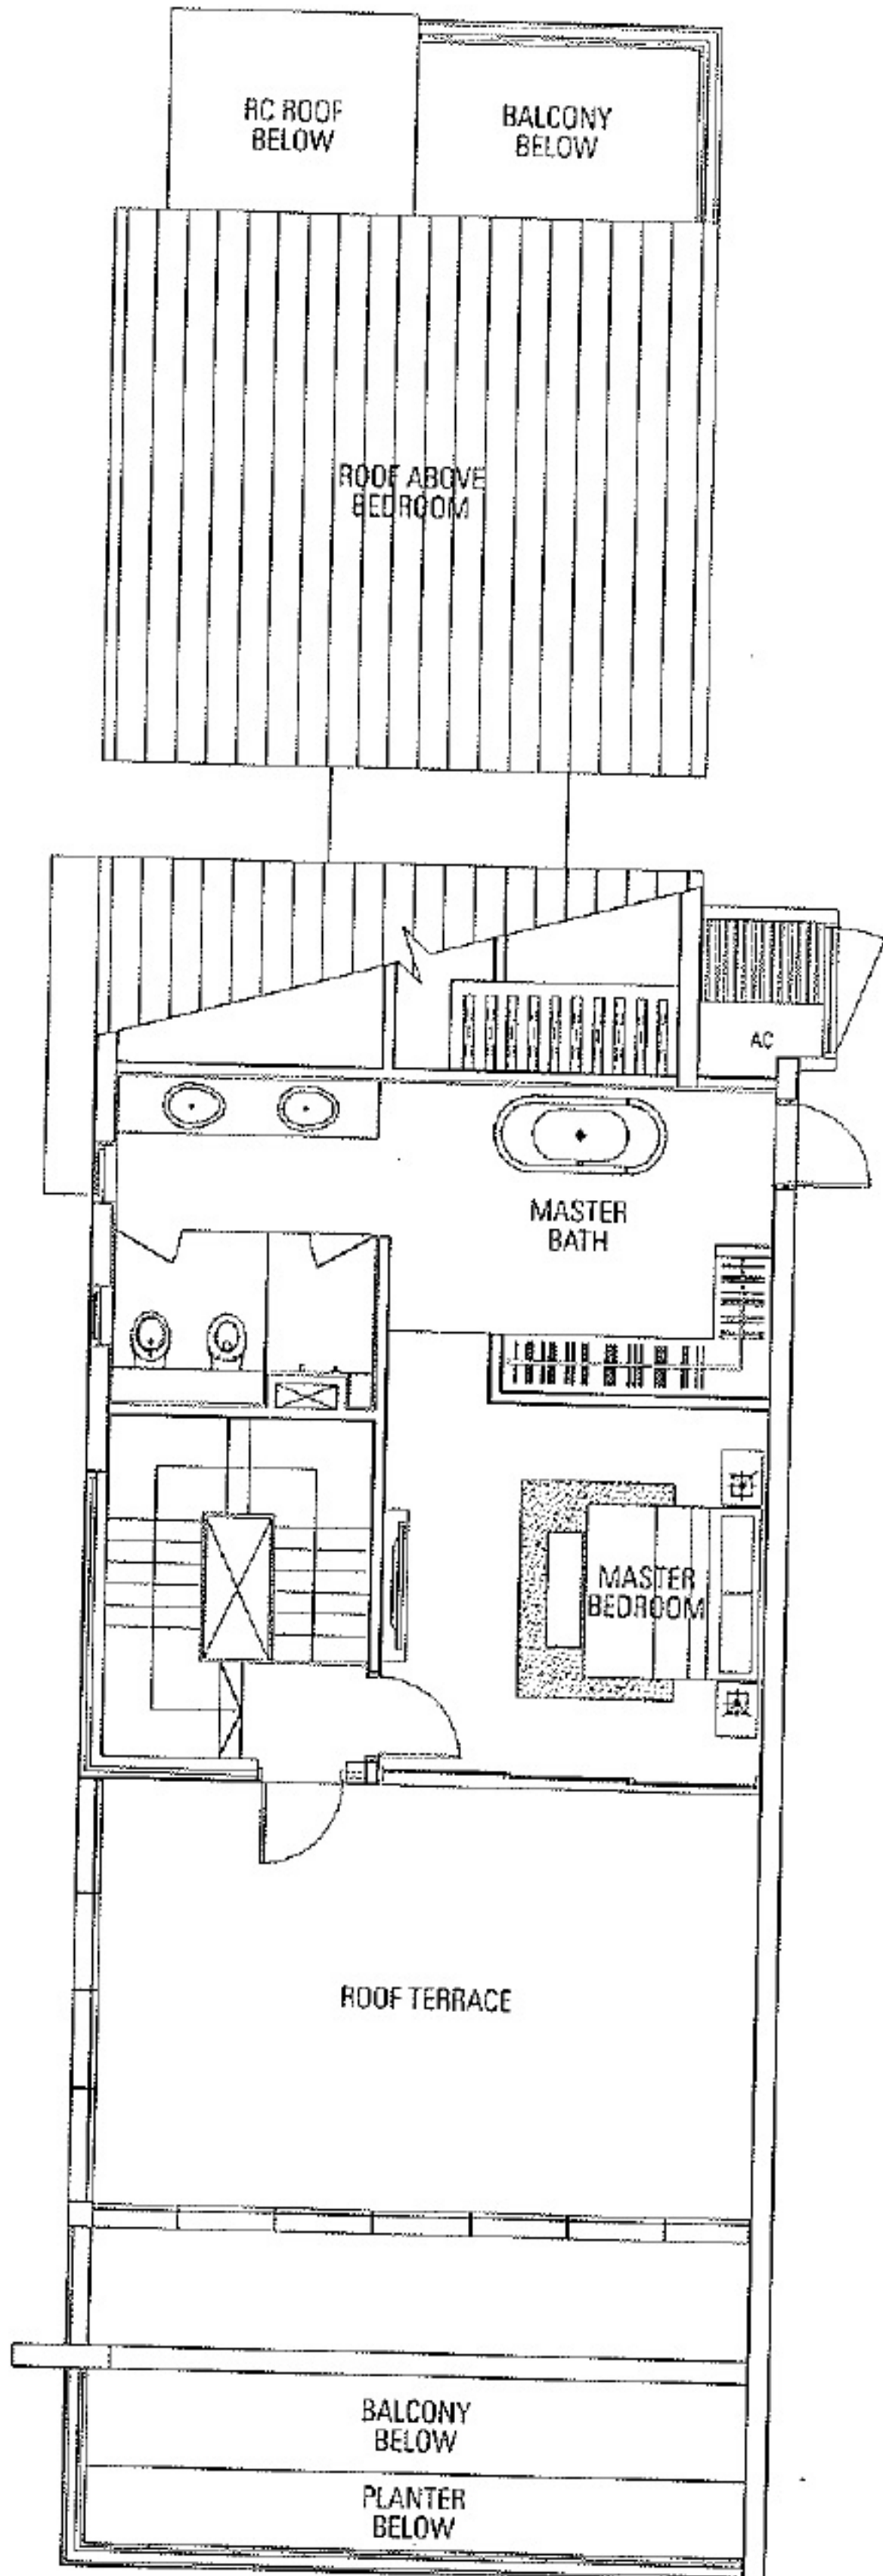 RC ROOF
BELOW
BALCONY
BELOW
ROOF ABOVE
BEDROOM
AC
MASTER
BATH
MASTER
BEDROOM
ROOF TERRACE
BALCONY
BELOW
PLANTER
BELOW